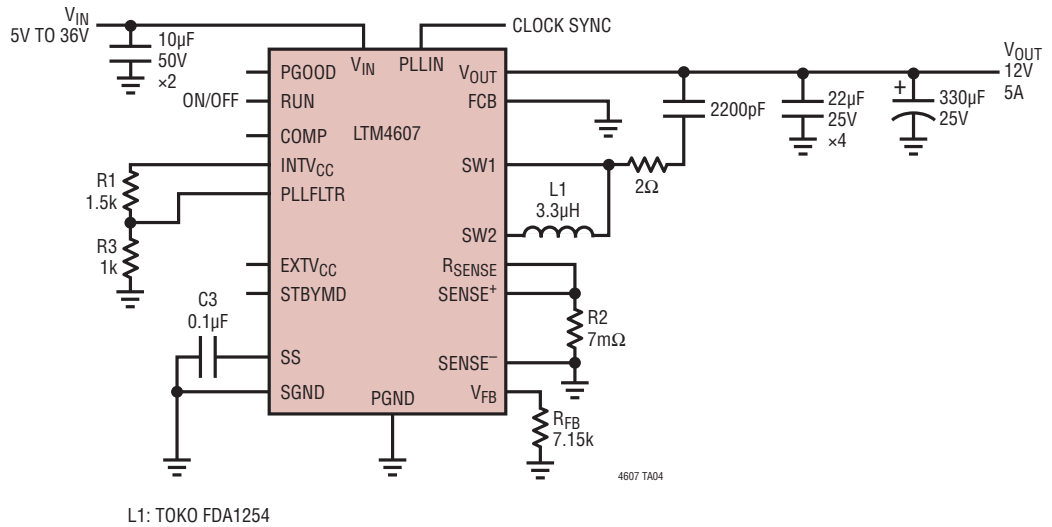 VIN
5V TO 36V
10µF
50V
×2
CLOCK SYNC
VIN
PLLIN
PGOOD
RUN
ON/OFF
COMP
LTM4607
INTVCC
PLLFLTR
R1
1.5k
R3
1k
EXTVCC
STBYMD
C3
0.1µF
SS
SGND
PGND
VOUT
FCB
SW1
SW2
RSENSE
SENSE+
SENSE–
VFB
2200pF
2Ω
L1
3.3µH
R2
7mΩ
RFB
7.15k
22µF
25V
×4
+
330µF
25V
VOUT
12V
5A
4607 TA04
L1: TOKO FDA1254